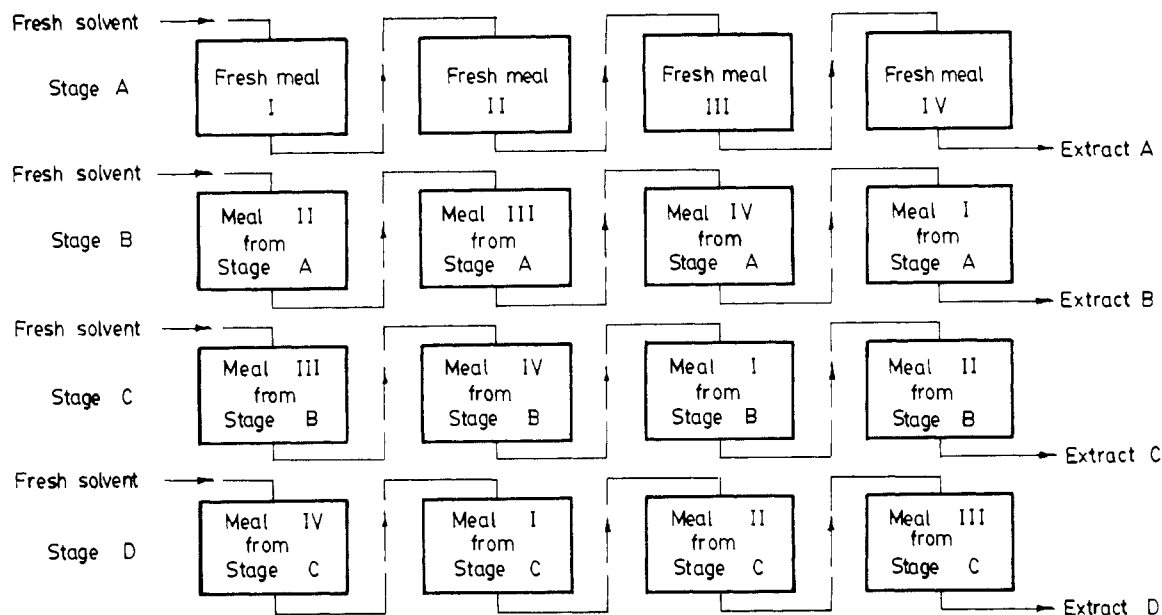 Fresh solvent
Stage A
Fresh meal
I
Fresh meal
II
Fresh meal
III
Fresh meal
IV
Extract A
Fresh solvent
Stage B
Meal II
from
Stage A
Meal III
from
Stage A
Meal IV
from
Stage A
Meal I
from
Stage A
Extract B
Fresh solvent
Stage C
Meal III
from
Stage B
Meal IV
from
Stage B
Meal I
from
Stage B
Meal II
from
Stage B
Extract C
Fresh solvent
Stage D
Meal IV
from
Stage C
Meal I
from
Stage C
Meal II
from
Stage C
Meal III
from
Stage C
Extract D